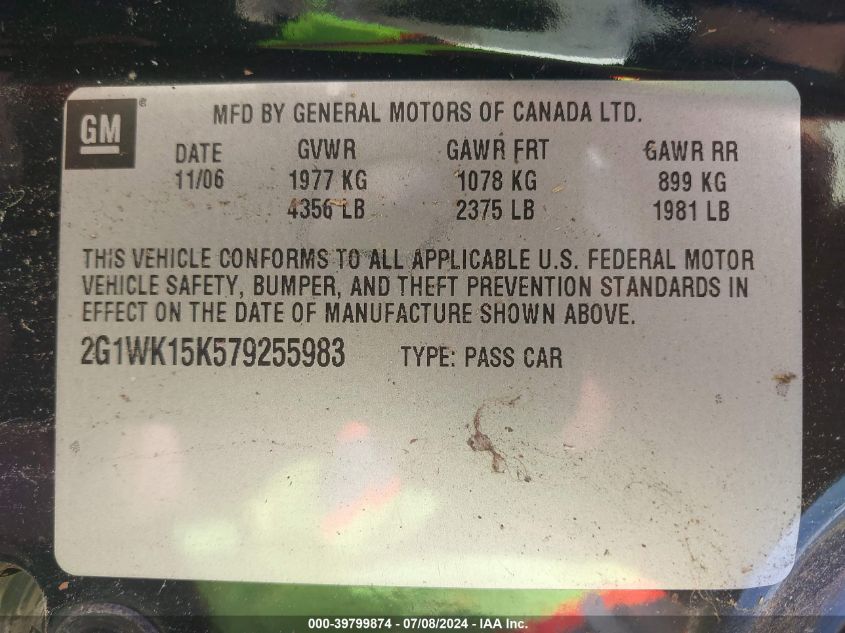 GM ®
MFD BY GENERAL MOTORS OF CANADA LTD.
DATE GVWR GAWR FRT GAWR RR
11/06 1977 KG 1078 KG 899 KG
4356 LB 2375 LB 1981 LB
THIS VEHICLE CONFORMS TO ALL APPLICABLE U.S. FEDERAL MOTOR
VEHICLE SAFETY, BUMPER, AND THEFT PREVENTION STANDARDS IN
EFFECT ON THE DATE OF MANUFACTURE SHOWN ABOVE.
2G1WK15K579255983 TYPE: PASS CAR
000-39799874 - 07/08/2024 - IAA Inc.